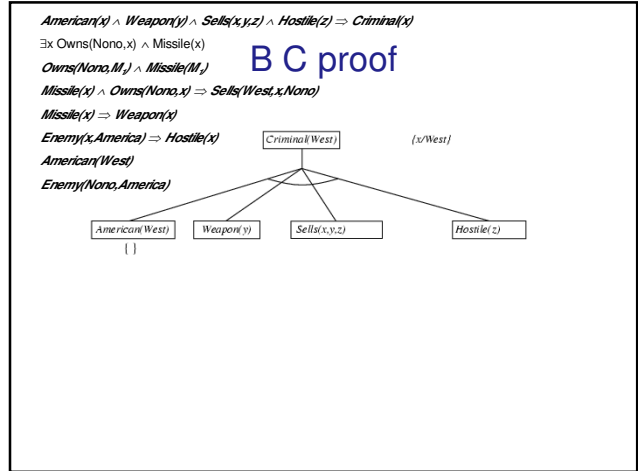 American(x) ∧ Weapon(y) ∧ Sells(x,y,z) ∧ Hostile(z) ⇒ Criminal(x)
∃x Owns(Nono,x) ∧ Missile(x)
B C proof
Owns(Nono,M₁) ∧ Missile(M₁)
Missile(x) ∧ Owns(Nono,x) ⇒ Sells(West,x,Nono)
Missile(x) ⇒ Weapon(x)
Enemy(x,America) ⇒ Hostile(x)
Criminal(West) {x/West}
American(West)
Enemy(Nono,America)
American(West) Weapon(y) Sells(x,y,z) Hostile(z)
{ }